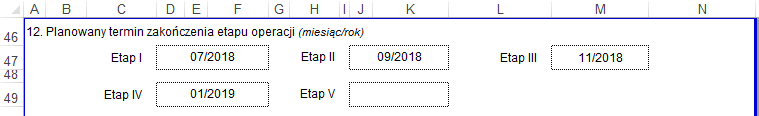 A B C D E F G H I J K L M N
46 12. Planowany termin zakończenia etapu operacji (miesiąc/rok)
47 Etap I 07/2018 Etap II 09/2018 Etap III 11/2018
48
49 Etap IV 01/2019 Etap V